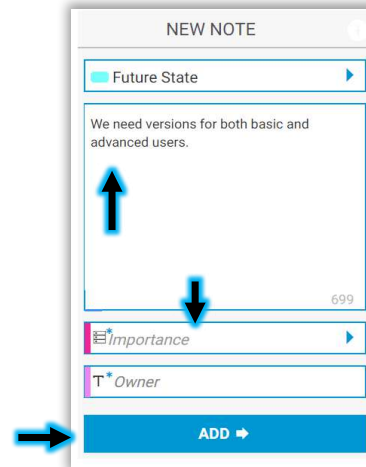 NEW NOTE
Future State
We need versions for both basic and
advanced users.
699
*Importance
T*Owner
ADD